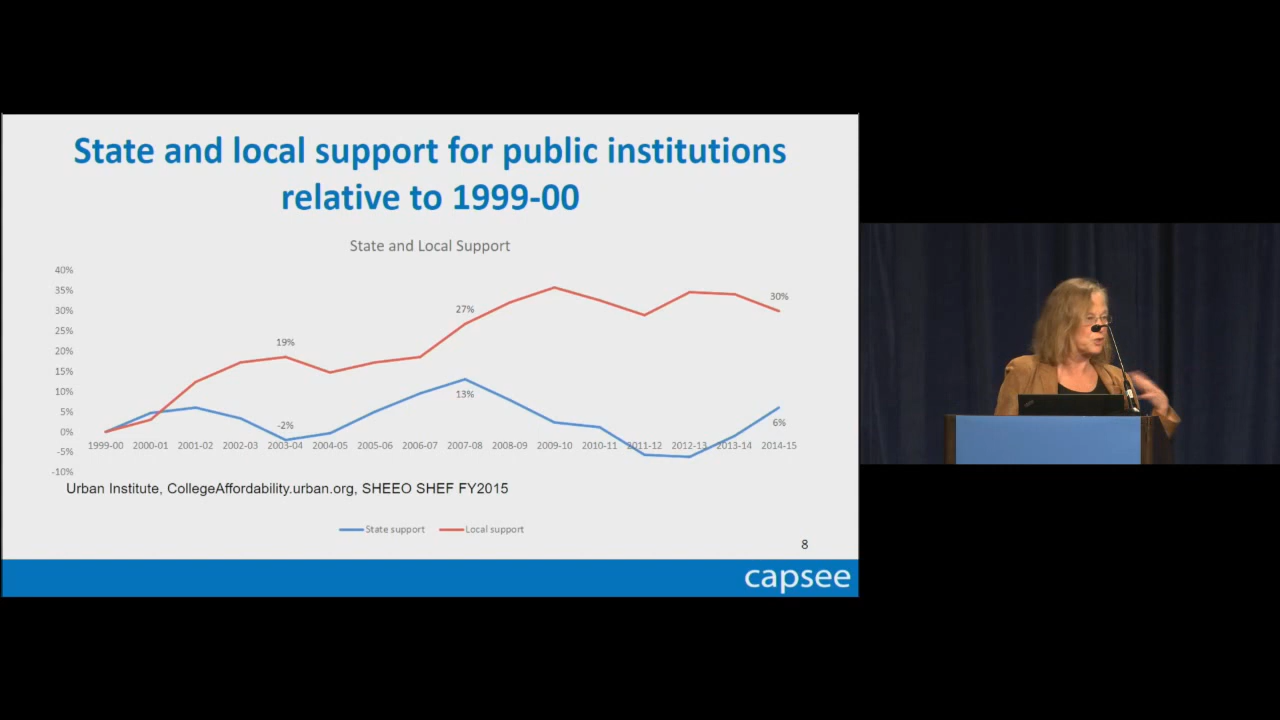 State and local support for public institutions
relative to 1999-00
State and Local Support
40%
35%
30%
25%
20%
15%
10%
5%
0%
-5%
-10%
19%
27%
30%
-2%
13%
6%
1999-00 2000-01 2001-02 2002-03 2003-04 2004-05 2005-06 2006-07 2007-08 2008-09 2009-10 2010-11 2011-12 2012-13 2013-14 2014-15
Urban Institute, CollegeAffordability.urban.org, SHEEO SHEF FY2015
State support Local support
8
capsee